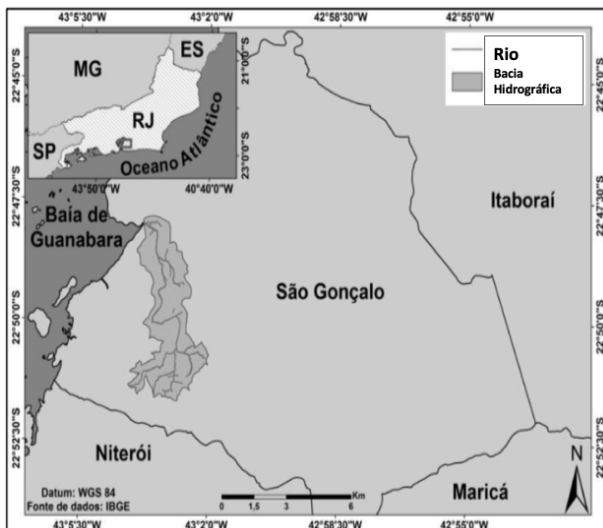 43°5'30"O 43°2'0"O 42°58'30"O 42°55'0"O
22°45'0"S
22°47'30"S
22°50'0"S
22°52'30"S
MG
ES
RJ
SP
Oceano Atlântico
21°0'0"S
23°0'0"S
43°50'0"O 40°40'0"O
Rio
Bacia
Hidrográfica
22°45'0"S
22°47'30"S
22°50'0"S
22°52'30"S
Baía de
Guanabara
Itaboraí
São Gonçalo
Niterói
Maricá
N
Datum: WGS 84
Fonte de dados: IBGE
Km
0 1,5 3 6
43°5'30"O 43°2'0"O 42°58'30"O 42°55'0"O